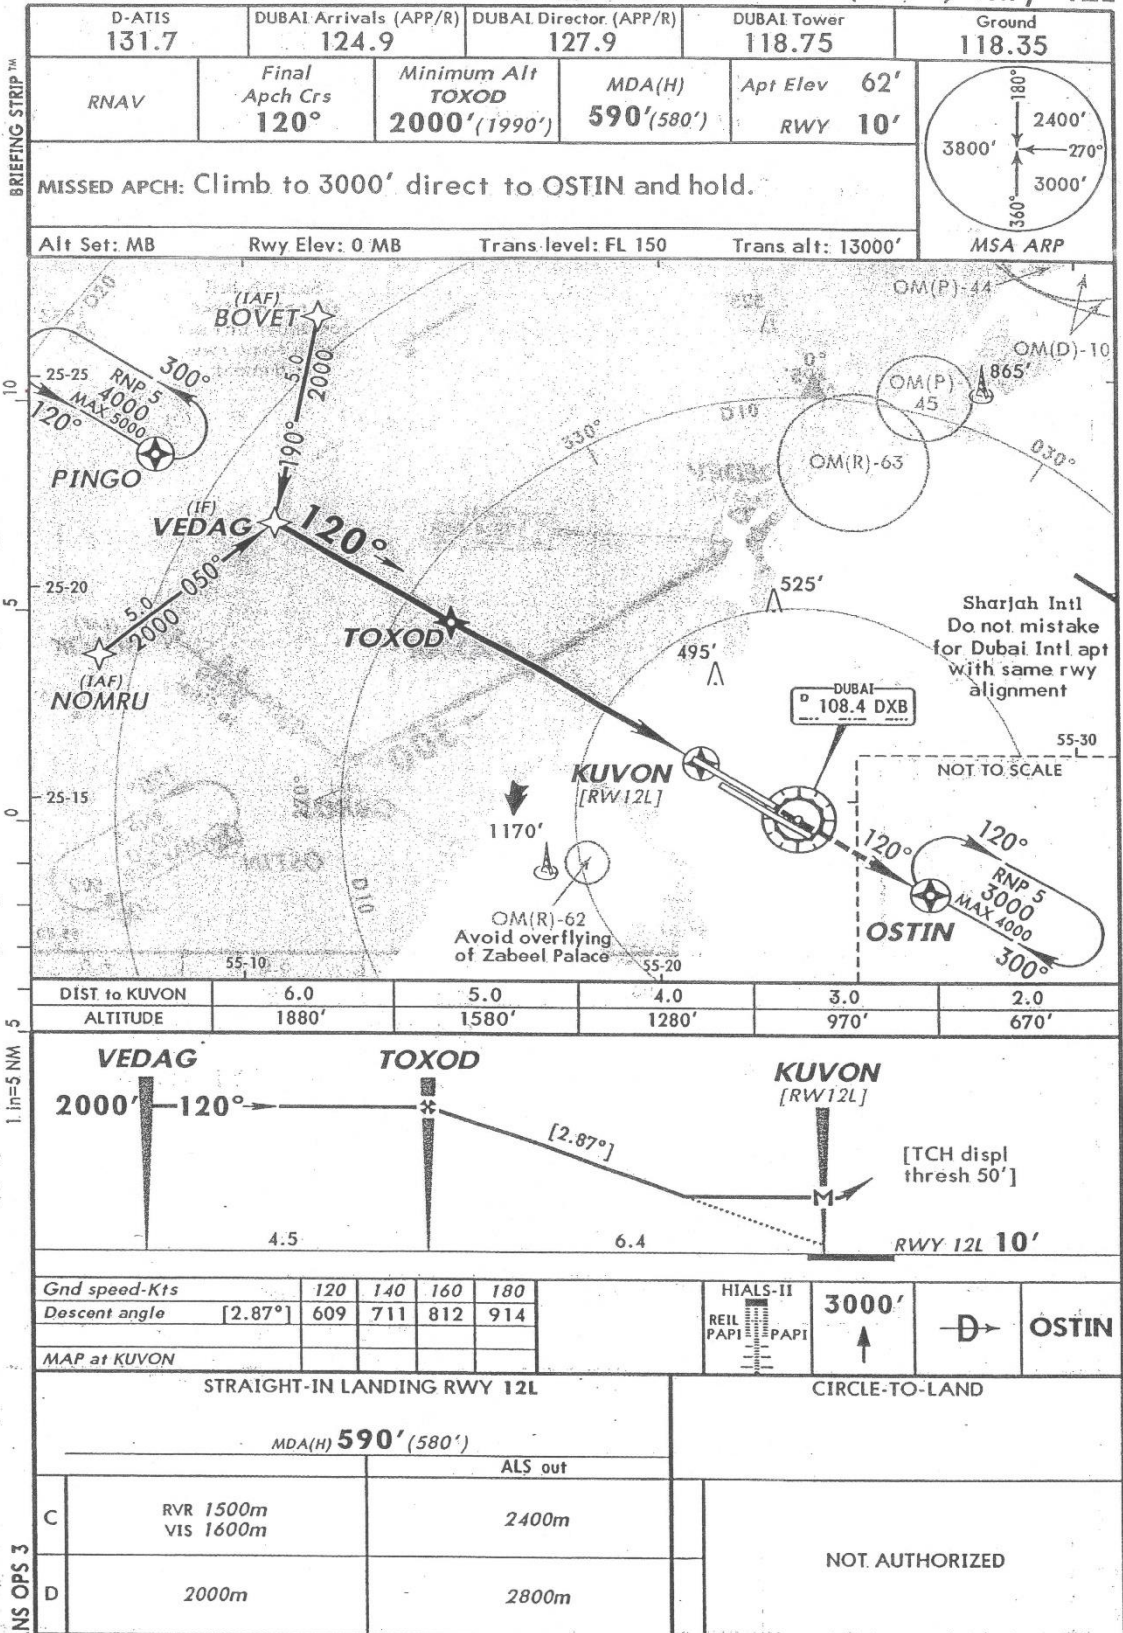 D-ATIS
131.7
DUBAI Arrivals (APP/R)
124.9
DUBAI Director (APP/R)
127.9
DUBAI Tower
118.75
Ground
118.35
BRIEFING STRIP™
RNAV
Final
Apch Crs
120°
Minimum Alt
TOXOD
2000'(1990')
MDA(H)
590'(580')
Apt Elev 62'
RWY 10'
180°
2400'
3800'
270°
3000'
360°
MSA ARP
MISSED APCH: Climb to 3000' direct to OSTIN and hold.
Alt Set: MB Rwy Elev: 0 MB Trans level: FL 150 Trans alt: 13000'
(IAF)
BOVET
5.0
2000
190°
25-25
300°
RNP 5
4000
MAX 5000
120°
PINGO
(IF)
VEDAG
120°
25-20
5.0
050°
2000
(IAF)
NOMRU
TOXOD
330°
D10
030°
OM(P)-44
OM(D)-10
865'
OM(P)
45
OM(R)-63
525'
495'
Sharjah Intl
Do not mistake
for Dubai Intl apt
with same rwy
alignment
DUBAI
D 108.4 DXB
55-30
NOT TO SCALE
KUVON
[RW12L]
25-15
1170'
120°
120°
RNP 5
3000
MAX 4000
300°
OSTIN
OM(R)-62
Avoid overflying
of Zabeel Palace
D10
55-10
55-20
10
5
0
5
1 in=5 NM
DIST to KUVON 6.0 5.0 4.0 3.0 2.0
ALTITUDE 1880' 1580' 1280' 970' 670'
VEDAG
TOXOD
KUVON
[RW12L]
2000' 120°
[2.87°]
[TCH displ
thresh 50']
M
4.5
6.4
RWY 12L 10'
Gnd speed-Kts 120 140 160 180
Descent angle [2.87°] 609 711 812 914
MAP at KUVON
HIALS-II
REIL
PAPI PAPI
3000'
D
OSTIN
STRAIGHT-IN LANDING RWY 12L
MDA(H) 590'(580')
ALS out
CIRCLE-TO-LAND
C
RVR 1500m
VIS 1600m
2400m
D
2000m
2800m
NOT AUTHORIZED
NS OPS 3